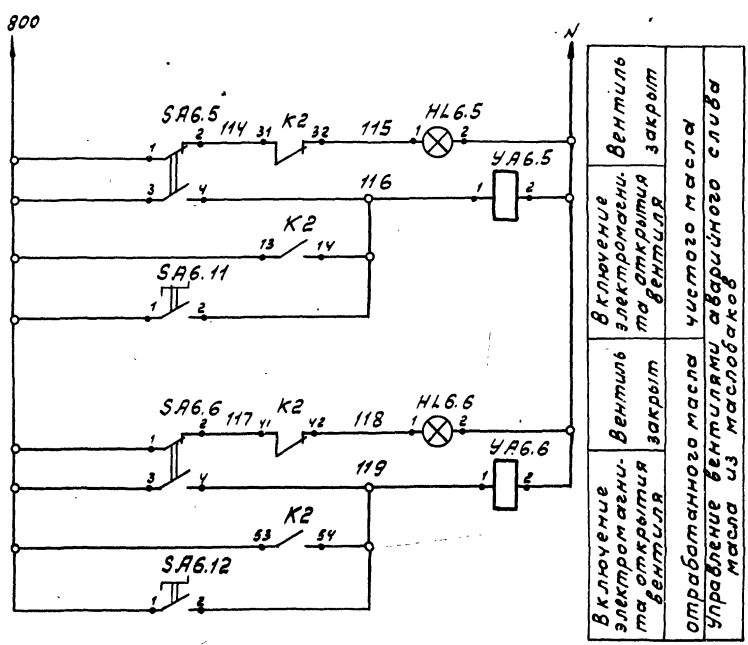 800
N
SA6.5
1 2 114 31 K2 32 115 1 HL6.5 2
3 4 116 1 YA6.5 2
K2
13 14
SA6.11
1 2
SA6.6
1 2 117 41 K2 42 118 1 HL6.6 2
3 4 119 1 YA6.6 2
K2
53 54
SA6.12
1 2
Вентиль
закрыт
Включение
электромагни-
та открытия
вентиля
чистого масла
Вентиль
закрыт
Включение
электромагни-
та открытия
вентиля
отработанного масла
Управление вентилями аварийного слива
масла из маслобаков